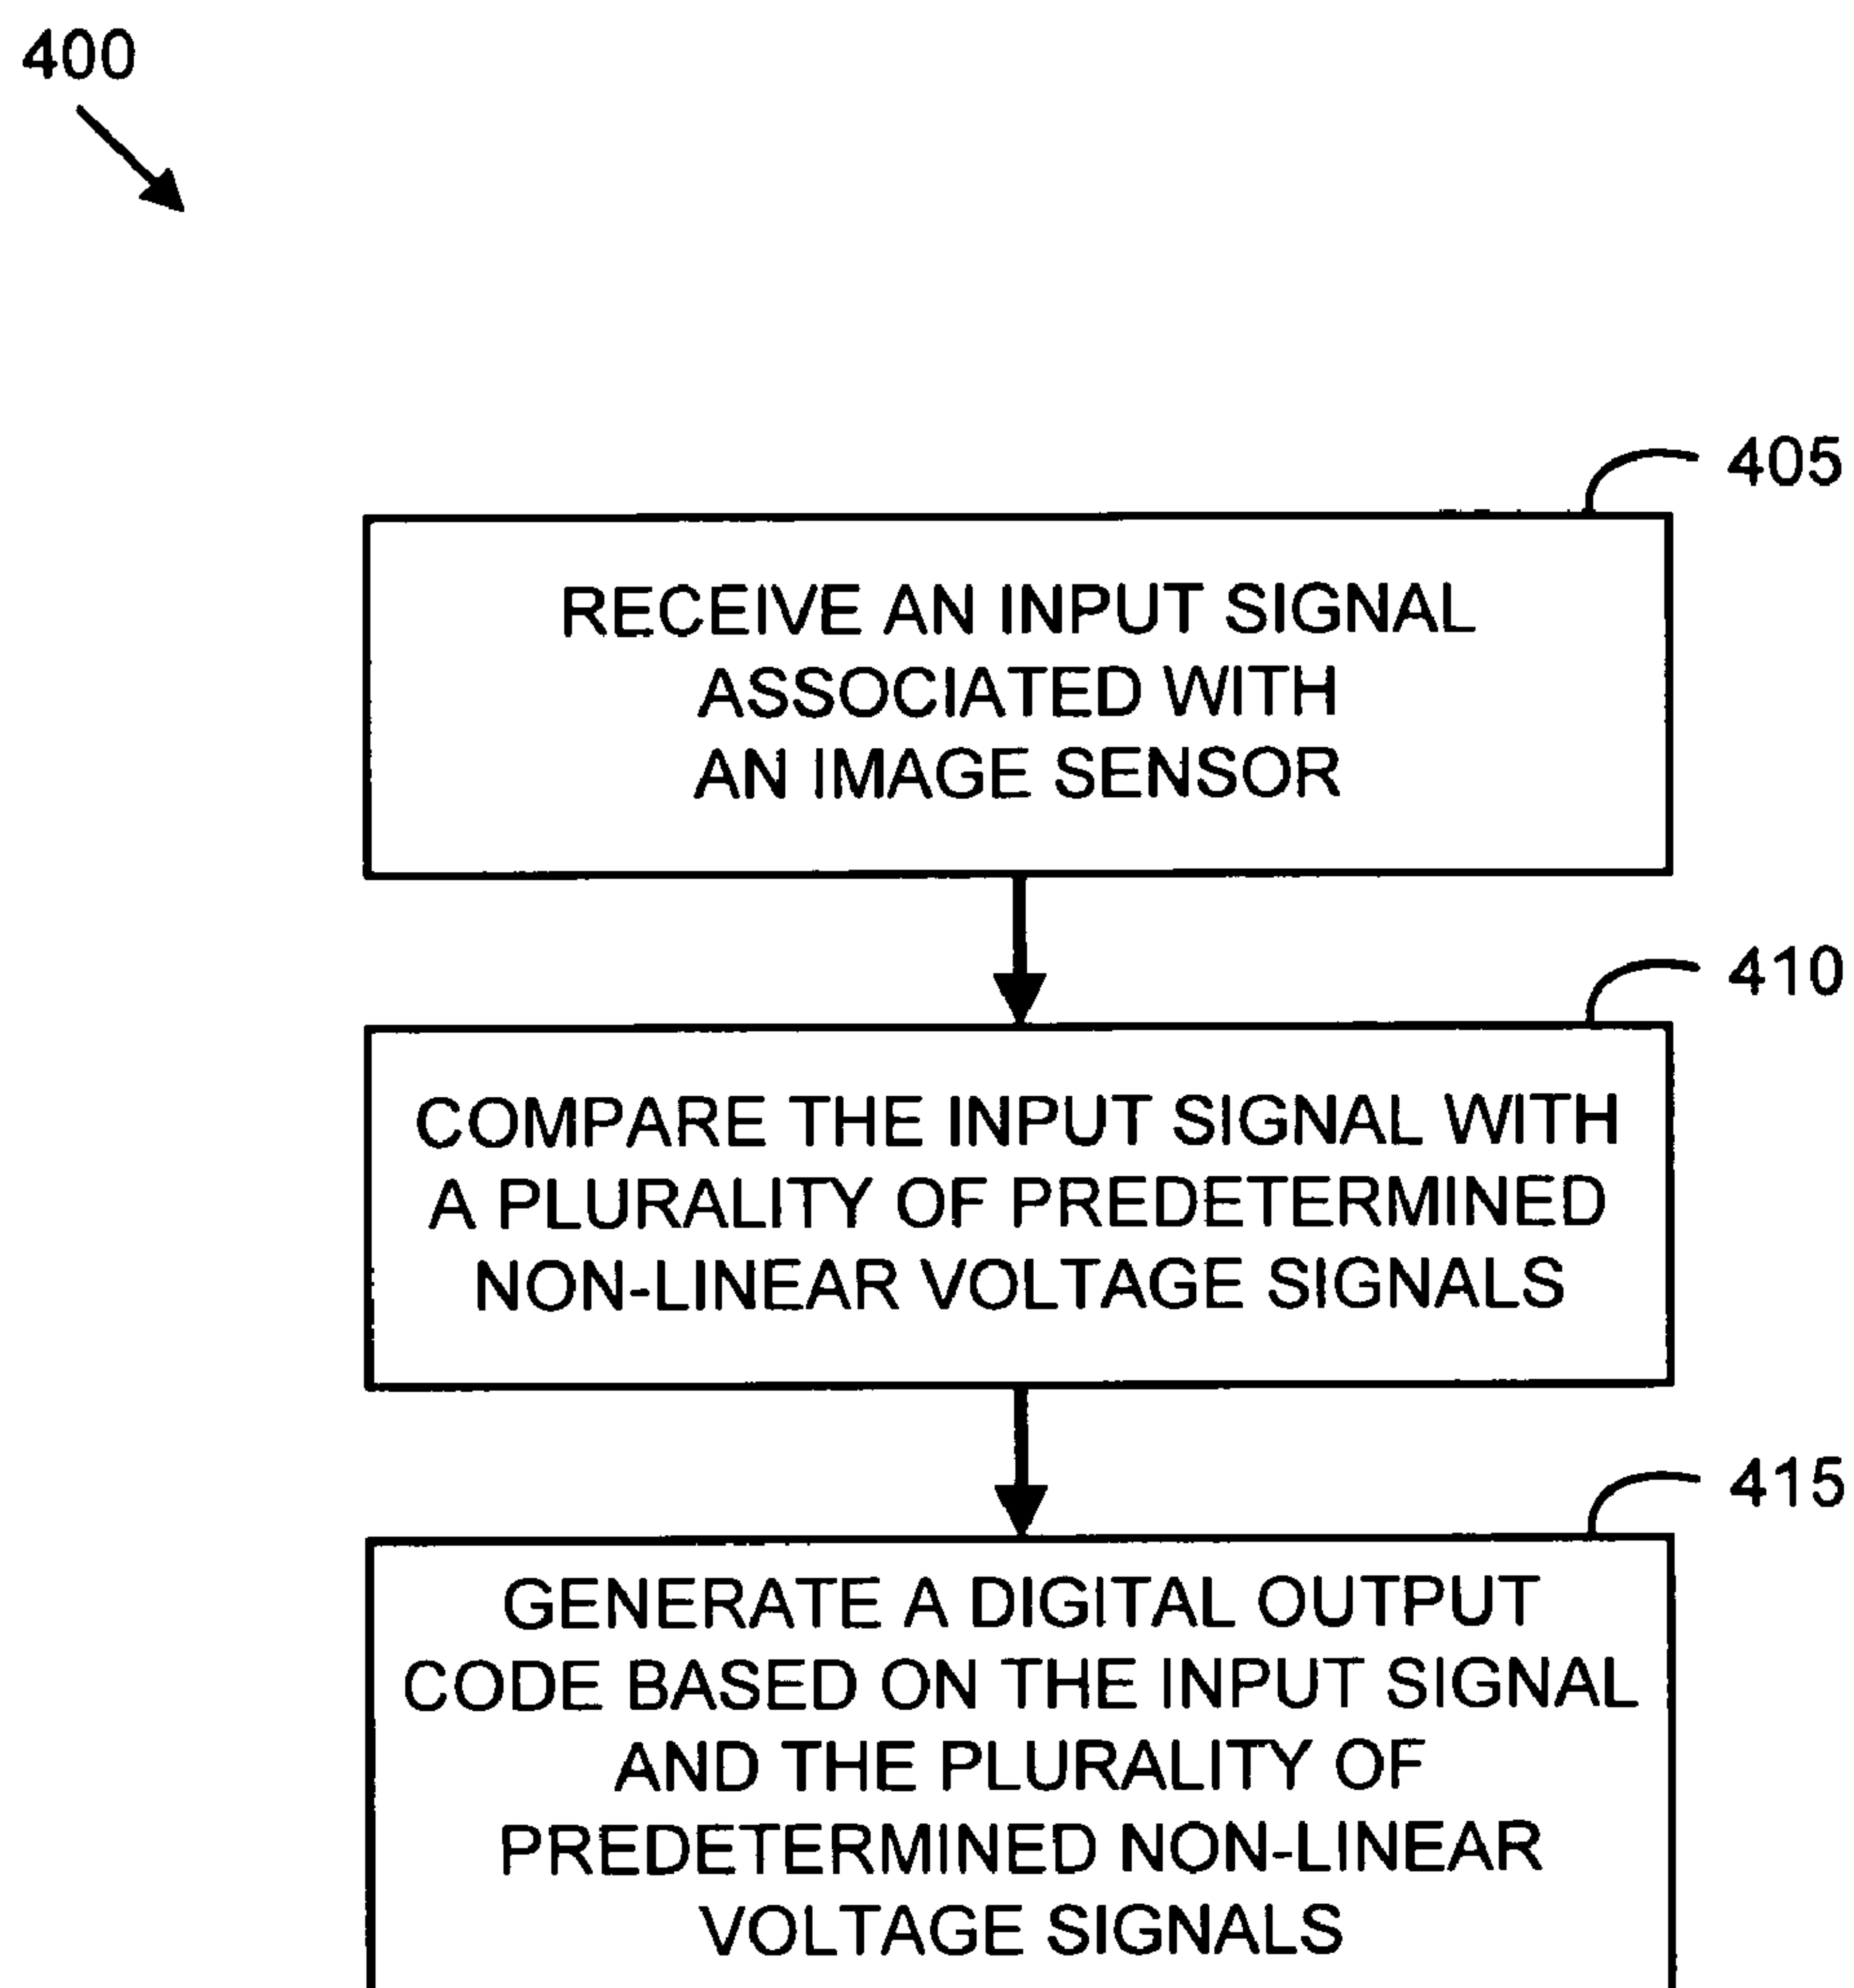 400
405
RECEIVE AN INPUT SIGNAL
ASSOCIATED WITH
AN IMAGE SENSOR
410
COMPARE THE INPUT SIGNAL WITH
A PLURALITY OF PREDETERMINED
NON-LINEAR VOLTAGE SIGNALS
415
GENERATE A DIGITAL OUTPUT
CODE BASED ON THE INPUT SIGNAL
AND THE PLURALITY OF
PREDETERMINED NON-LINEAR
VOLTAGE SIGNALS